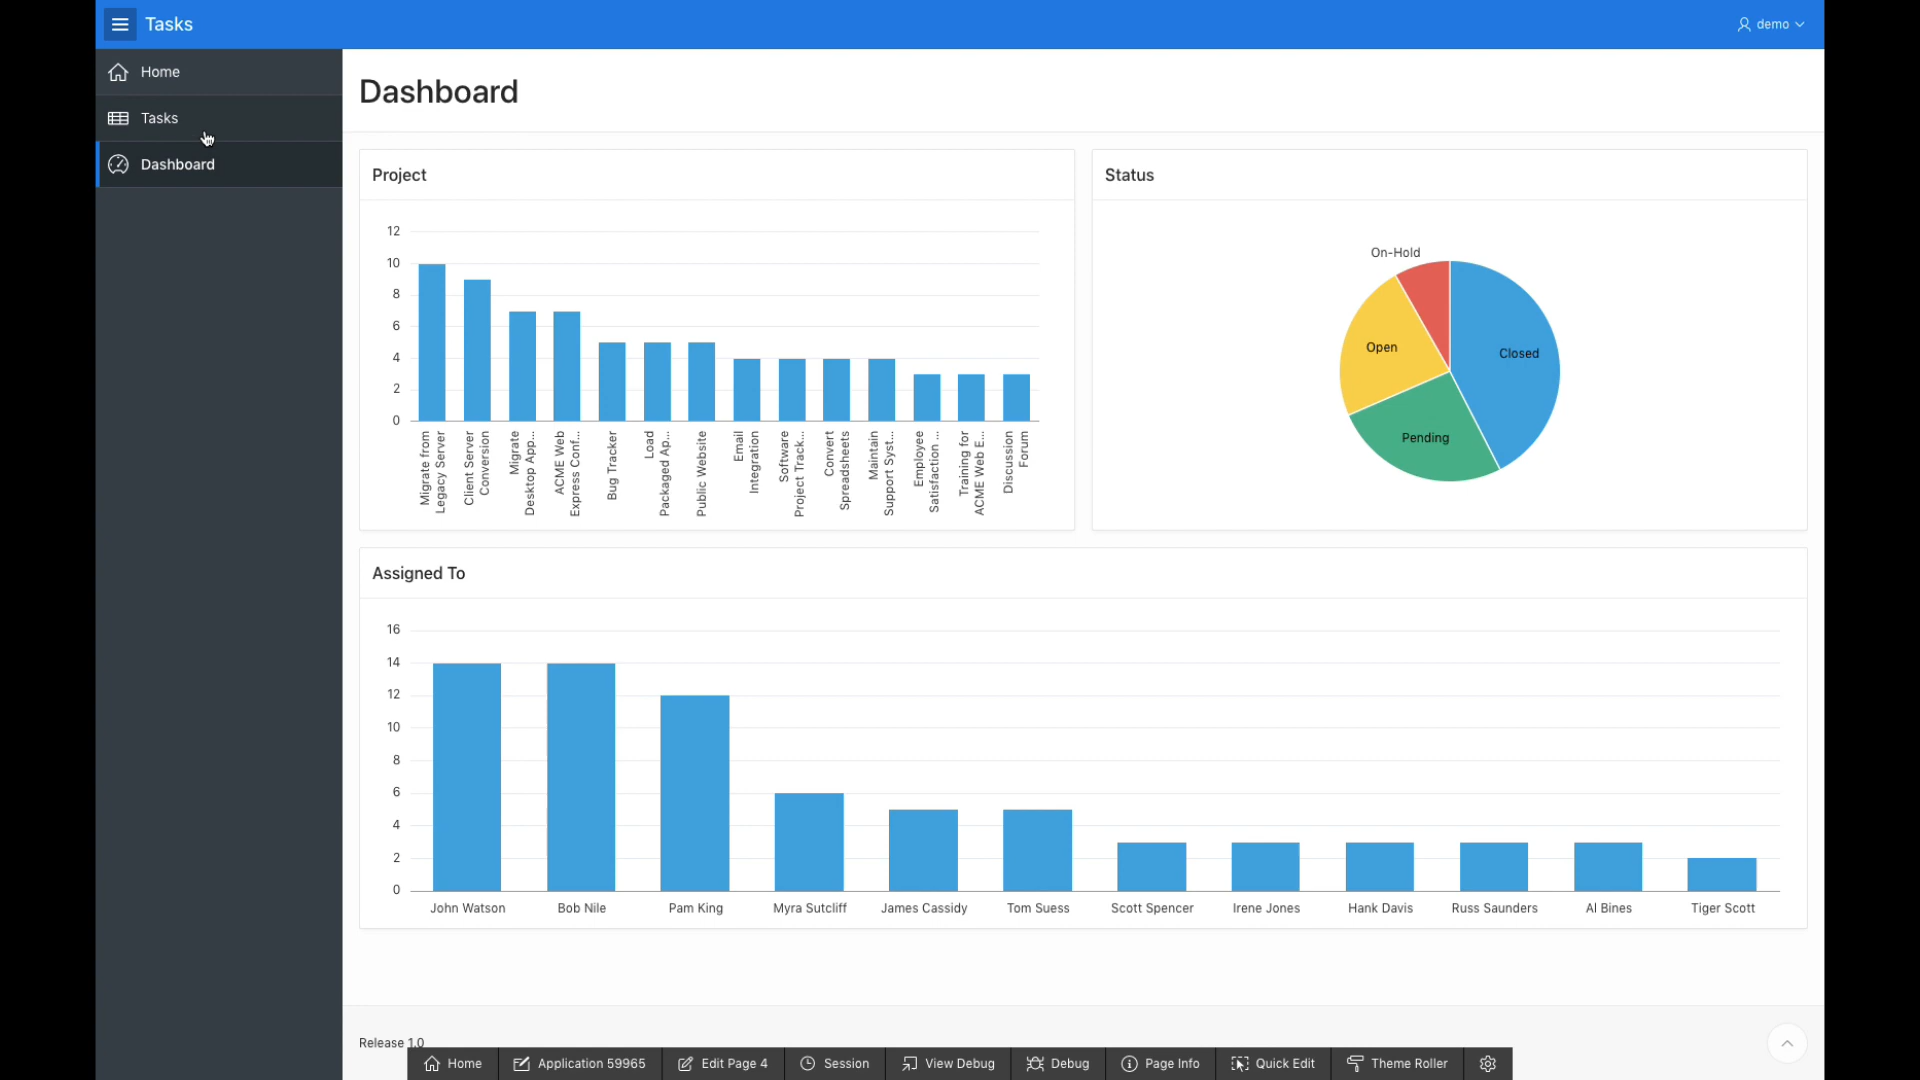 Tasks
demo
Home
Tasks
Dashboard
Dashboard
Project
12
10
8
6
4
2
0
Migrate from
Legacy Server
Client Server
Conversion
Migrate
Desktop App...
ACME Web
Express Conf...
Bug Tracker
Load
Packaged Ap...
Public Website
Email
Integration
Software
Project Track...
Convert
Spreadsheets
Maintain
Support Syst...
Employee
Satisfaction ...
Training for
ACME Web E...
Discussion
Forum
Status
On-Hold
Open
Closed
Pending
Assigned To
16
14
12
10
8
6
4
2
0
John Watson
Bob Nile
Pam King
Myra Sutcliff
James Cassidy
Tom Suess
Scott Spencer
Irene Jones
Hank Davis
Russ Saunders
Al Bines
Tiger Scott
Release 1.0
Home
Application 59965
Edit Page 4
Session
View Debug
Debug
Page Info
Quick Edit
Theme Roller